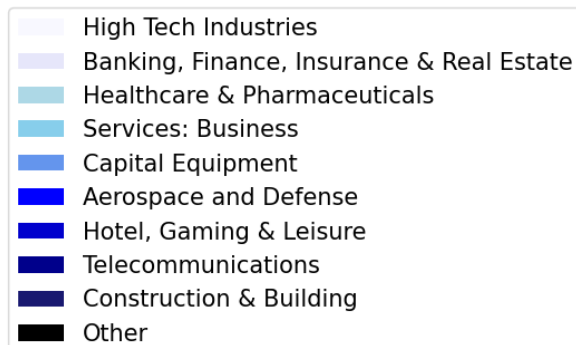 High Tech Industries
Banking, Finance, Insurance & Real Estate
Healthcare & Pharmaceuticals
Services: Business
Capital Equipment
Aerospace and Defense
Hotel, Gaming & Leisure
Telecommunications
Construction & Building
Other